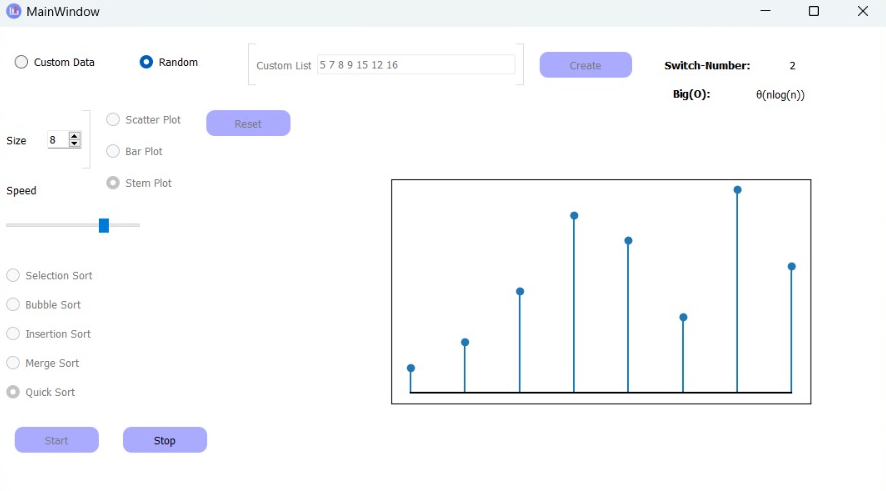 MainWindow
Custom Data
Random
Custom List
5 7 8 9 15 12 16
Create
Switch-Number:
2
Big(O):
θ(nlog(n))
Size
8
Scatter Plot
Reset
Bar Plot
Speed
Stem Plot
Selection Sort
Bubble Sort
Insertion Sort
Merge Sort
Quick Sort
Start
Stop